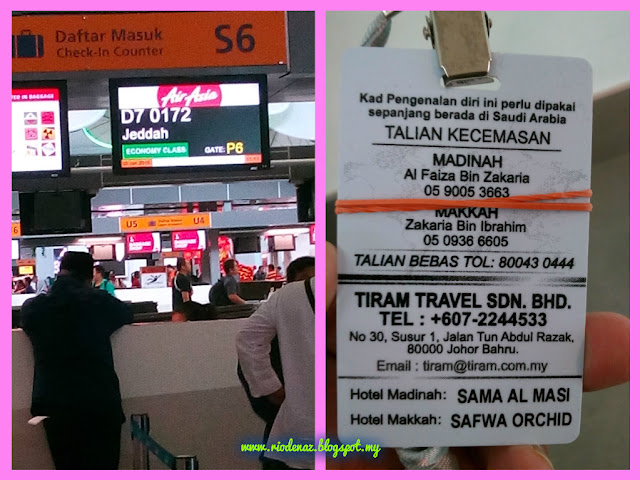 Daftar Masuk
Check-In Counter
S6
AirAsia
D7 0172
Jeddah
ECONOMY CLASS
GATE: P6
U5
U4
Kad Pengenalan diri ini perlu dipakai
sepanjang berada di Saudi Arabia
TALIAN KECEMASAN
MADINAH
Al Faiza Bin Zakaria
05 9005 3663
MAKKAH
Zakaria Bin Ibrahim
05 0936 6605
TALIAN BEBAS TOL: 80043 0444
TIRAM TRAVEL SDN. BHD.
TEL : +607-2244533
No 30, Susur 1, Jalan Tun Abdul Razak,
80000 Johor Bahru.
Email : tiram@tiram.com.my
Hotel Madinah: SAMA AL MASI
Hotel Makkah: SAFWA ORCHID
www.riodenaz.blogspot.my